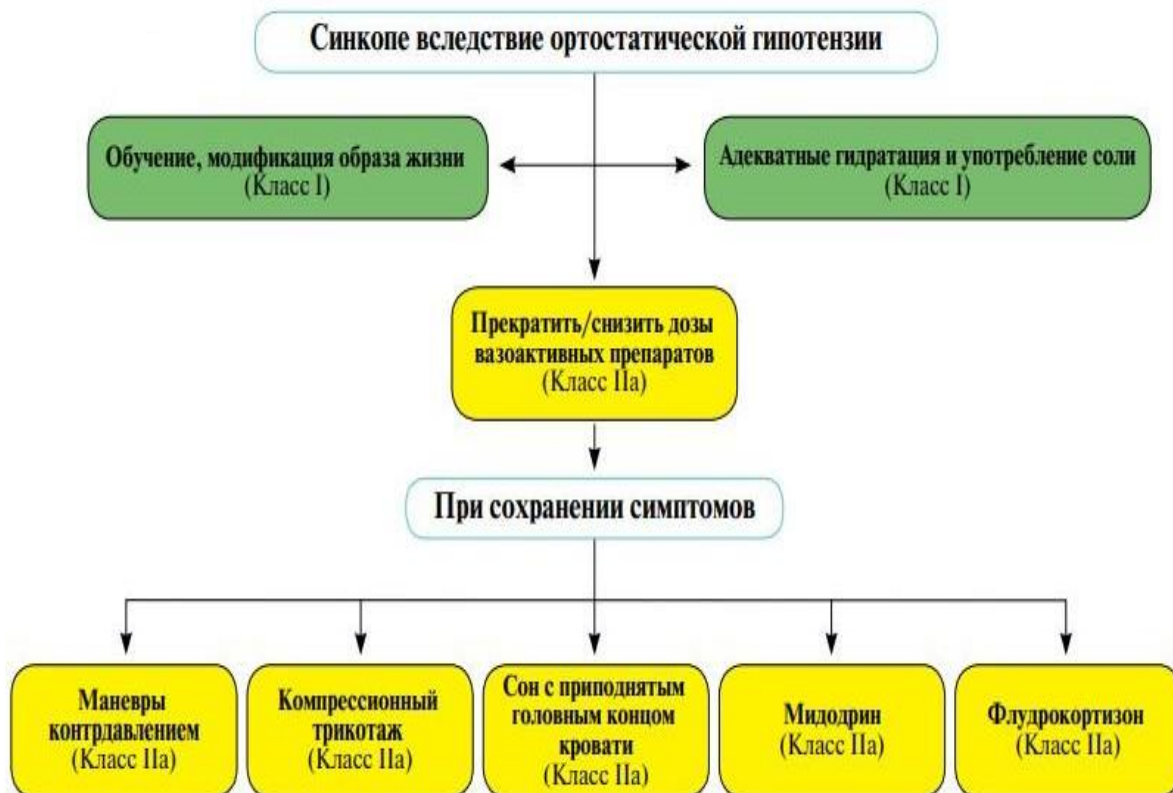 Синкопе вследствие ортостатической гипотензии
Обучение, модификация образа жизни
(Класс I)
Адекватные гидратация и употребление соли
(Класс I)
Прекратить/снизить дозы
вазоактивных препаратов
(Класс IIa)
При сохранении симптомов
Маневры
контрдавлением
(Класс IIa)
Компрессионный
трикотаж
(Класс IIa)
Сон с приподнятым
головным концом
кровати
(Класс IIa)
Мидодрин
(Класс IIa)
Флудрокортизон
(Класс IIa)